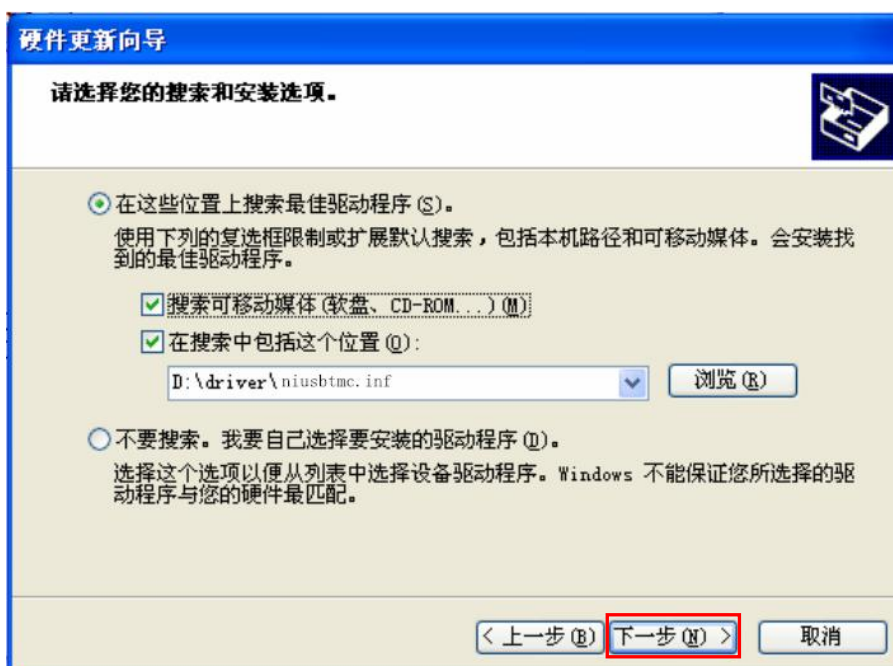 硬件更新向导
请选择您的搜索和安装选项。
在这些位置上搜索最佳驱动程序(S)。
使用下列的复选框限制或扩展默认搜索，包括本机路径和可移动媒体。会安装找
到的最佳驱动程序。
搜索可移动媒体(软盘、CD-ROM...)(M)
在搜索中包括这个位置(O):
D:\driver\niusbtmc.inf
浏览(R)
不要搜索。我要自己选择要安装的驱动程序(D)。
选择这个选项以便从列表中选择设备驱动程序。Windows 不能保证您所选择的驱
动程序与您的硬件最匹配。
< 上一步(B) 下一步(N) > 取消